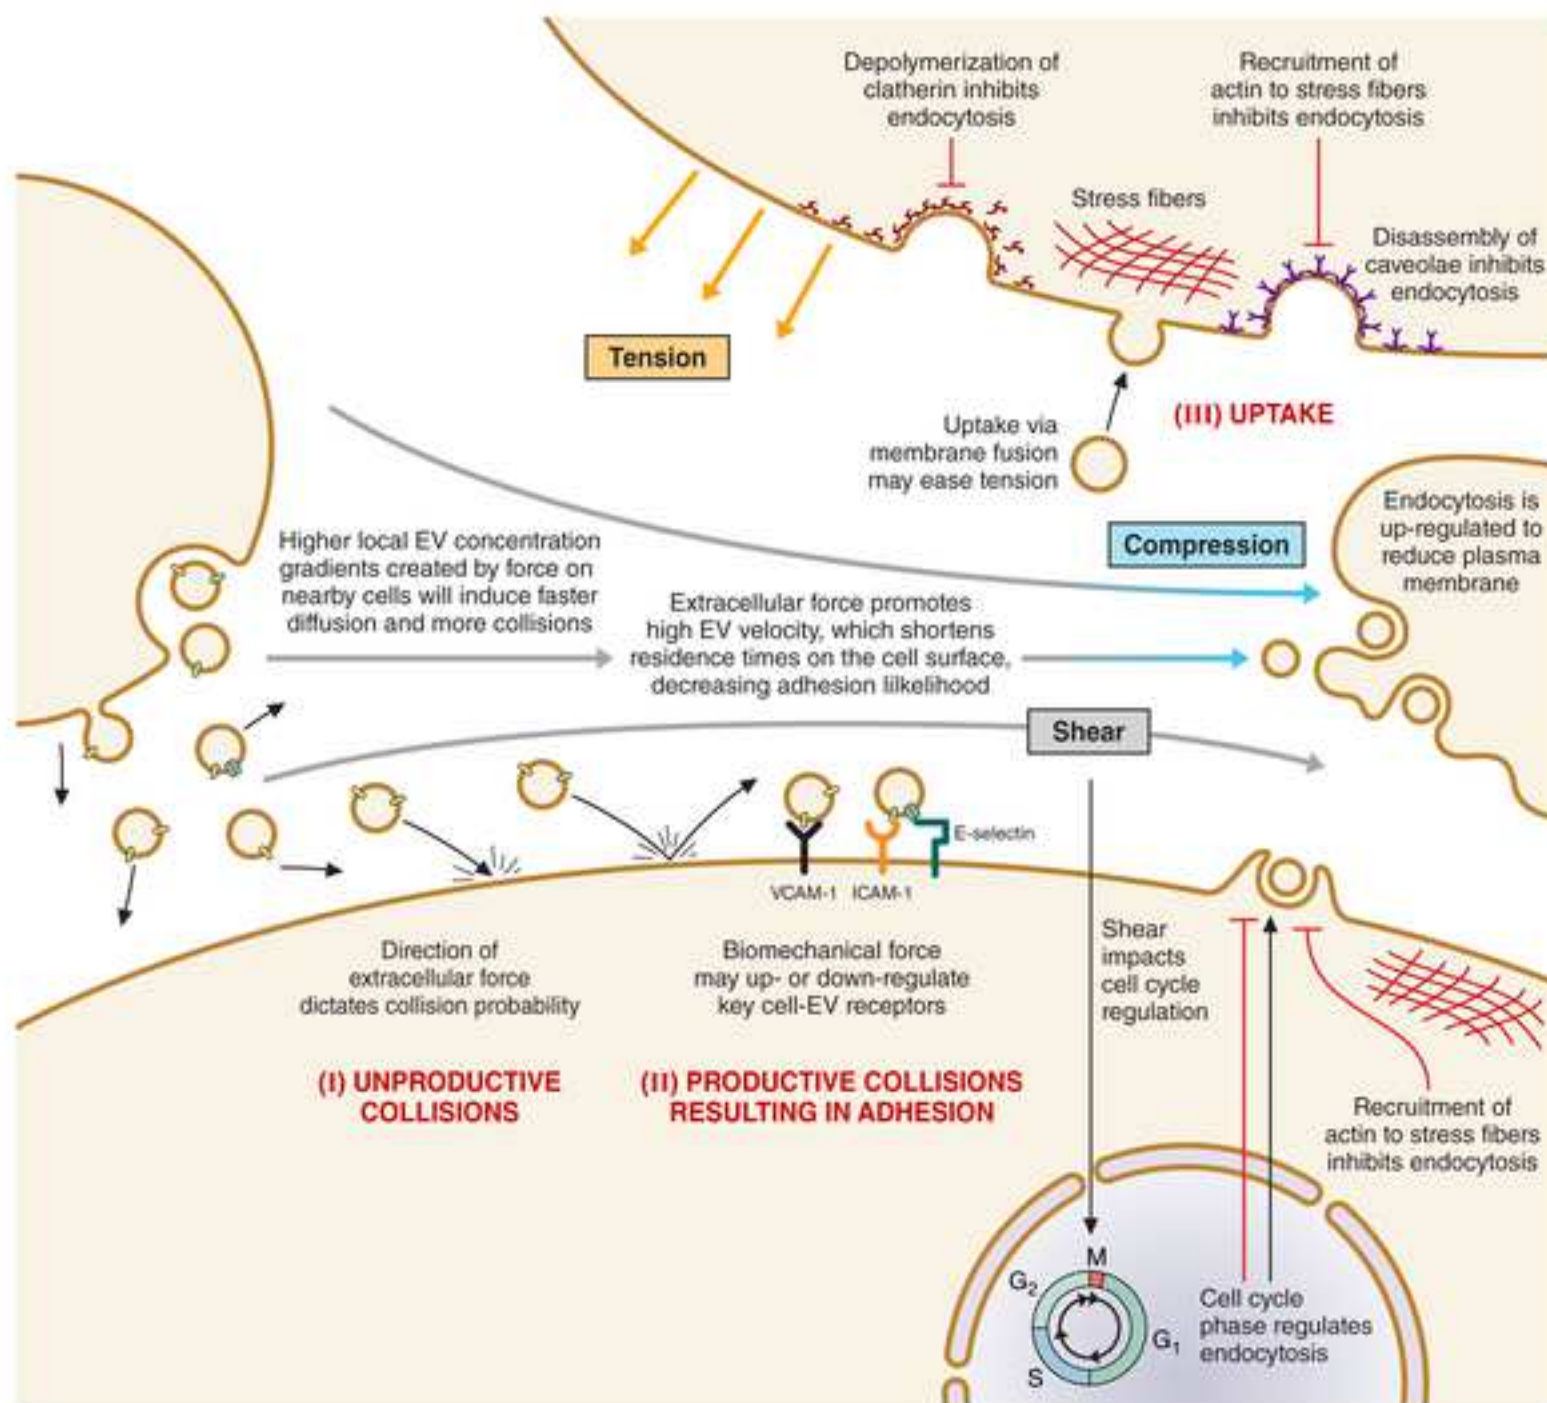 Depolymerization of
clatherin inhibits
endocytosis
Recruitment of
actin to stress fibers
inhibits endocytosis
Stress fibers
Disassembly of
caveolae inhibits
endocytosis
Tension
(III) UPTAKE
Uptake via
membrane fusion
may ease tension
Compression
Endocytosis is
up-regulated to
reduce plasma
membrane
Higher local EV concentration
gradients created by force on
nearby cells will induce faster
diffusion and more collisions
Extracellular force promotes
high EV velocity, which shortens
residence times on the cell surface,
decreasing adhesion lilkelihood
Shear
E-selectin
VCAM-1 ICAM-1
Direction of
extracellular force
dictates collision probability
Biomechanical force
may up- or down-regulate
key cell-EV receptors
Shear
impacts
cell cycle
regulation
(I) UNPRODUCTIVE
COLLISIONS
(II) PRODUCTIVE COLLISIONS
RESULTING IN ADHESION
Recruitment of
actin to stress fibers
inhibits endocytosis
M
G2
G1
S
Cell cycle
phase regulates
endocytosis